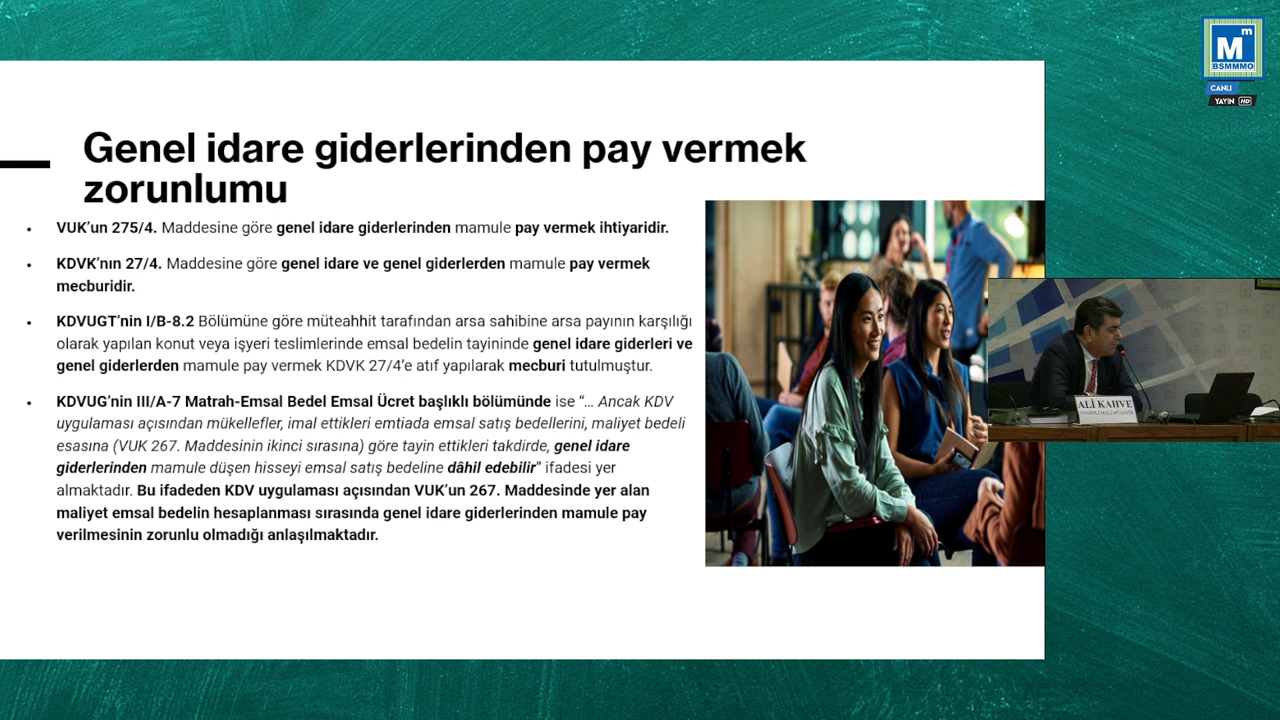 Genel idare giderlerinden pay vermek
zorunlumu
• VUK’un 275/4. Maddesine göre genel idare giderlerinden mamule pay vermek ihtiyaridir.
• KDVK’nın 27/4. Maddesine göre genel idare ve genel giderlerden mamule pay vermek
mecburidir.
• KDVUGT’nin I/B-8.2 Bölümüne göre müteahhit tarafından arsa sahibine arsa payının karşılığı
olarak yapılan konut veya işyeri teslimlerinde emsal bedelin tayininde genel idare giderleri ve
genel giderlerden mamule pay vermek KDVK 27/4’e atıf yapılarak mecburi tutulmuştur.
• KDVUG’nin III/A-7 Matrah-Emsal Bedel Emsal Ücret başlıklı bölümünde ise “… Ancak KDV
uygulaması açısından mükellefler, imal ettikleri emtiada emsal satış bedellerini, maliyet bedeli
esasına (VUK 267. Maddesinin ikinci sırasına) göre tayin ettikleri takdirde, genel idare
giderlerinden mamule düşen hisseyi emsal satış bedeline dâhil edebilir” ifadesi yer
almaktadır. Bu ifadeden KDV uygulaması açısından VUK’un 267. Maddesinde yer alan
maliyet emsal bedelin hesaplanması sırasında genel idare giderlerinden mamule pay
verilmesinin zorunlu olmadığı anlaşılmaktadır.
Mm
BSMMMO
CANLI
YAYIN HD
ALİ KAHVE